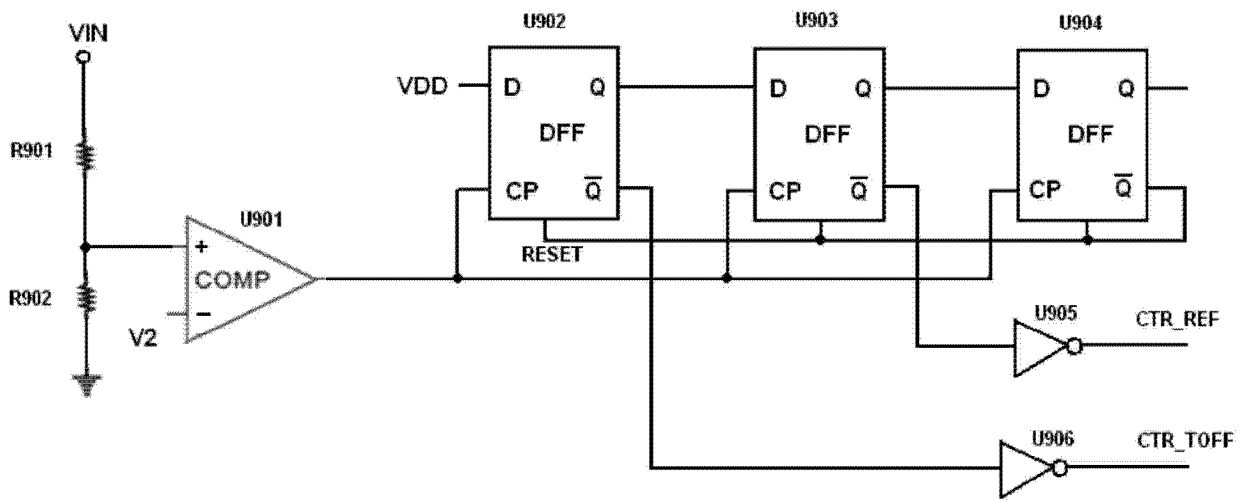 U902
U903
U904
VIN
VDD
D
Q
D
Q
D
Q
DFF
DFF
DFF
R901
CP
Q̅
CP
Q̅
CP
Q̅
U901
+
RESET
COMP
R902
−
V2
U905
CTR_REF
U906
CTR_TOFF